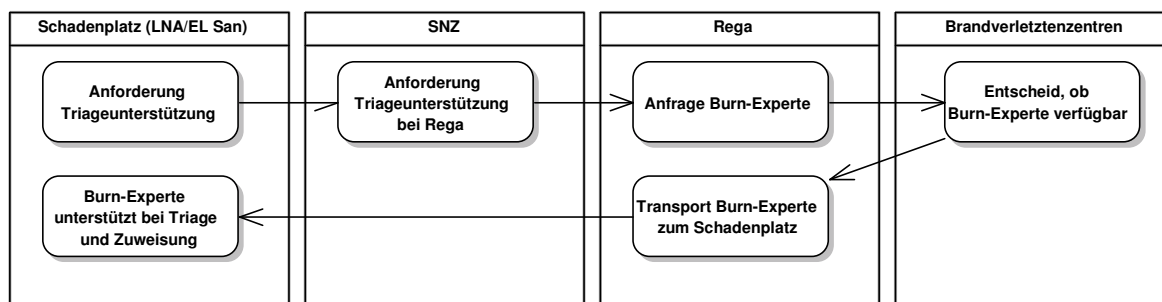 Schadenplatz (LNA/EL San)
SNZ
Rega
Brandverletztenzentren
Anforderung
Triageunterstützung
Anforderung
Triageunterstützung
bei Rega
Anfrage Burn-Experte
Entscheid, ob
Burn-Experte verfügbar
Burn-Experte
unterstützt bei Triage
und Zuweisung
Transport Burn-Experte
zum Schadenplatz